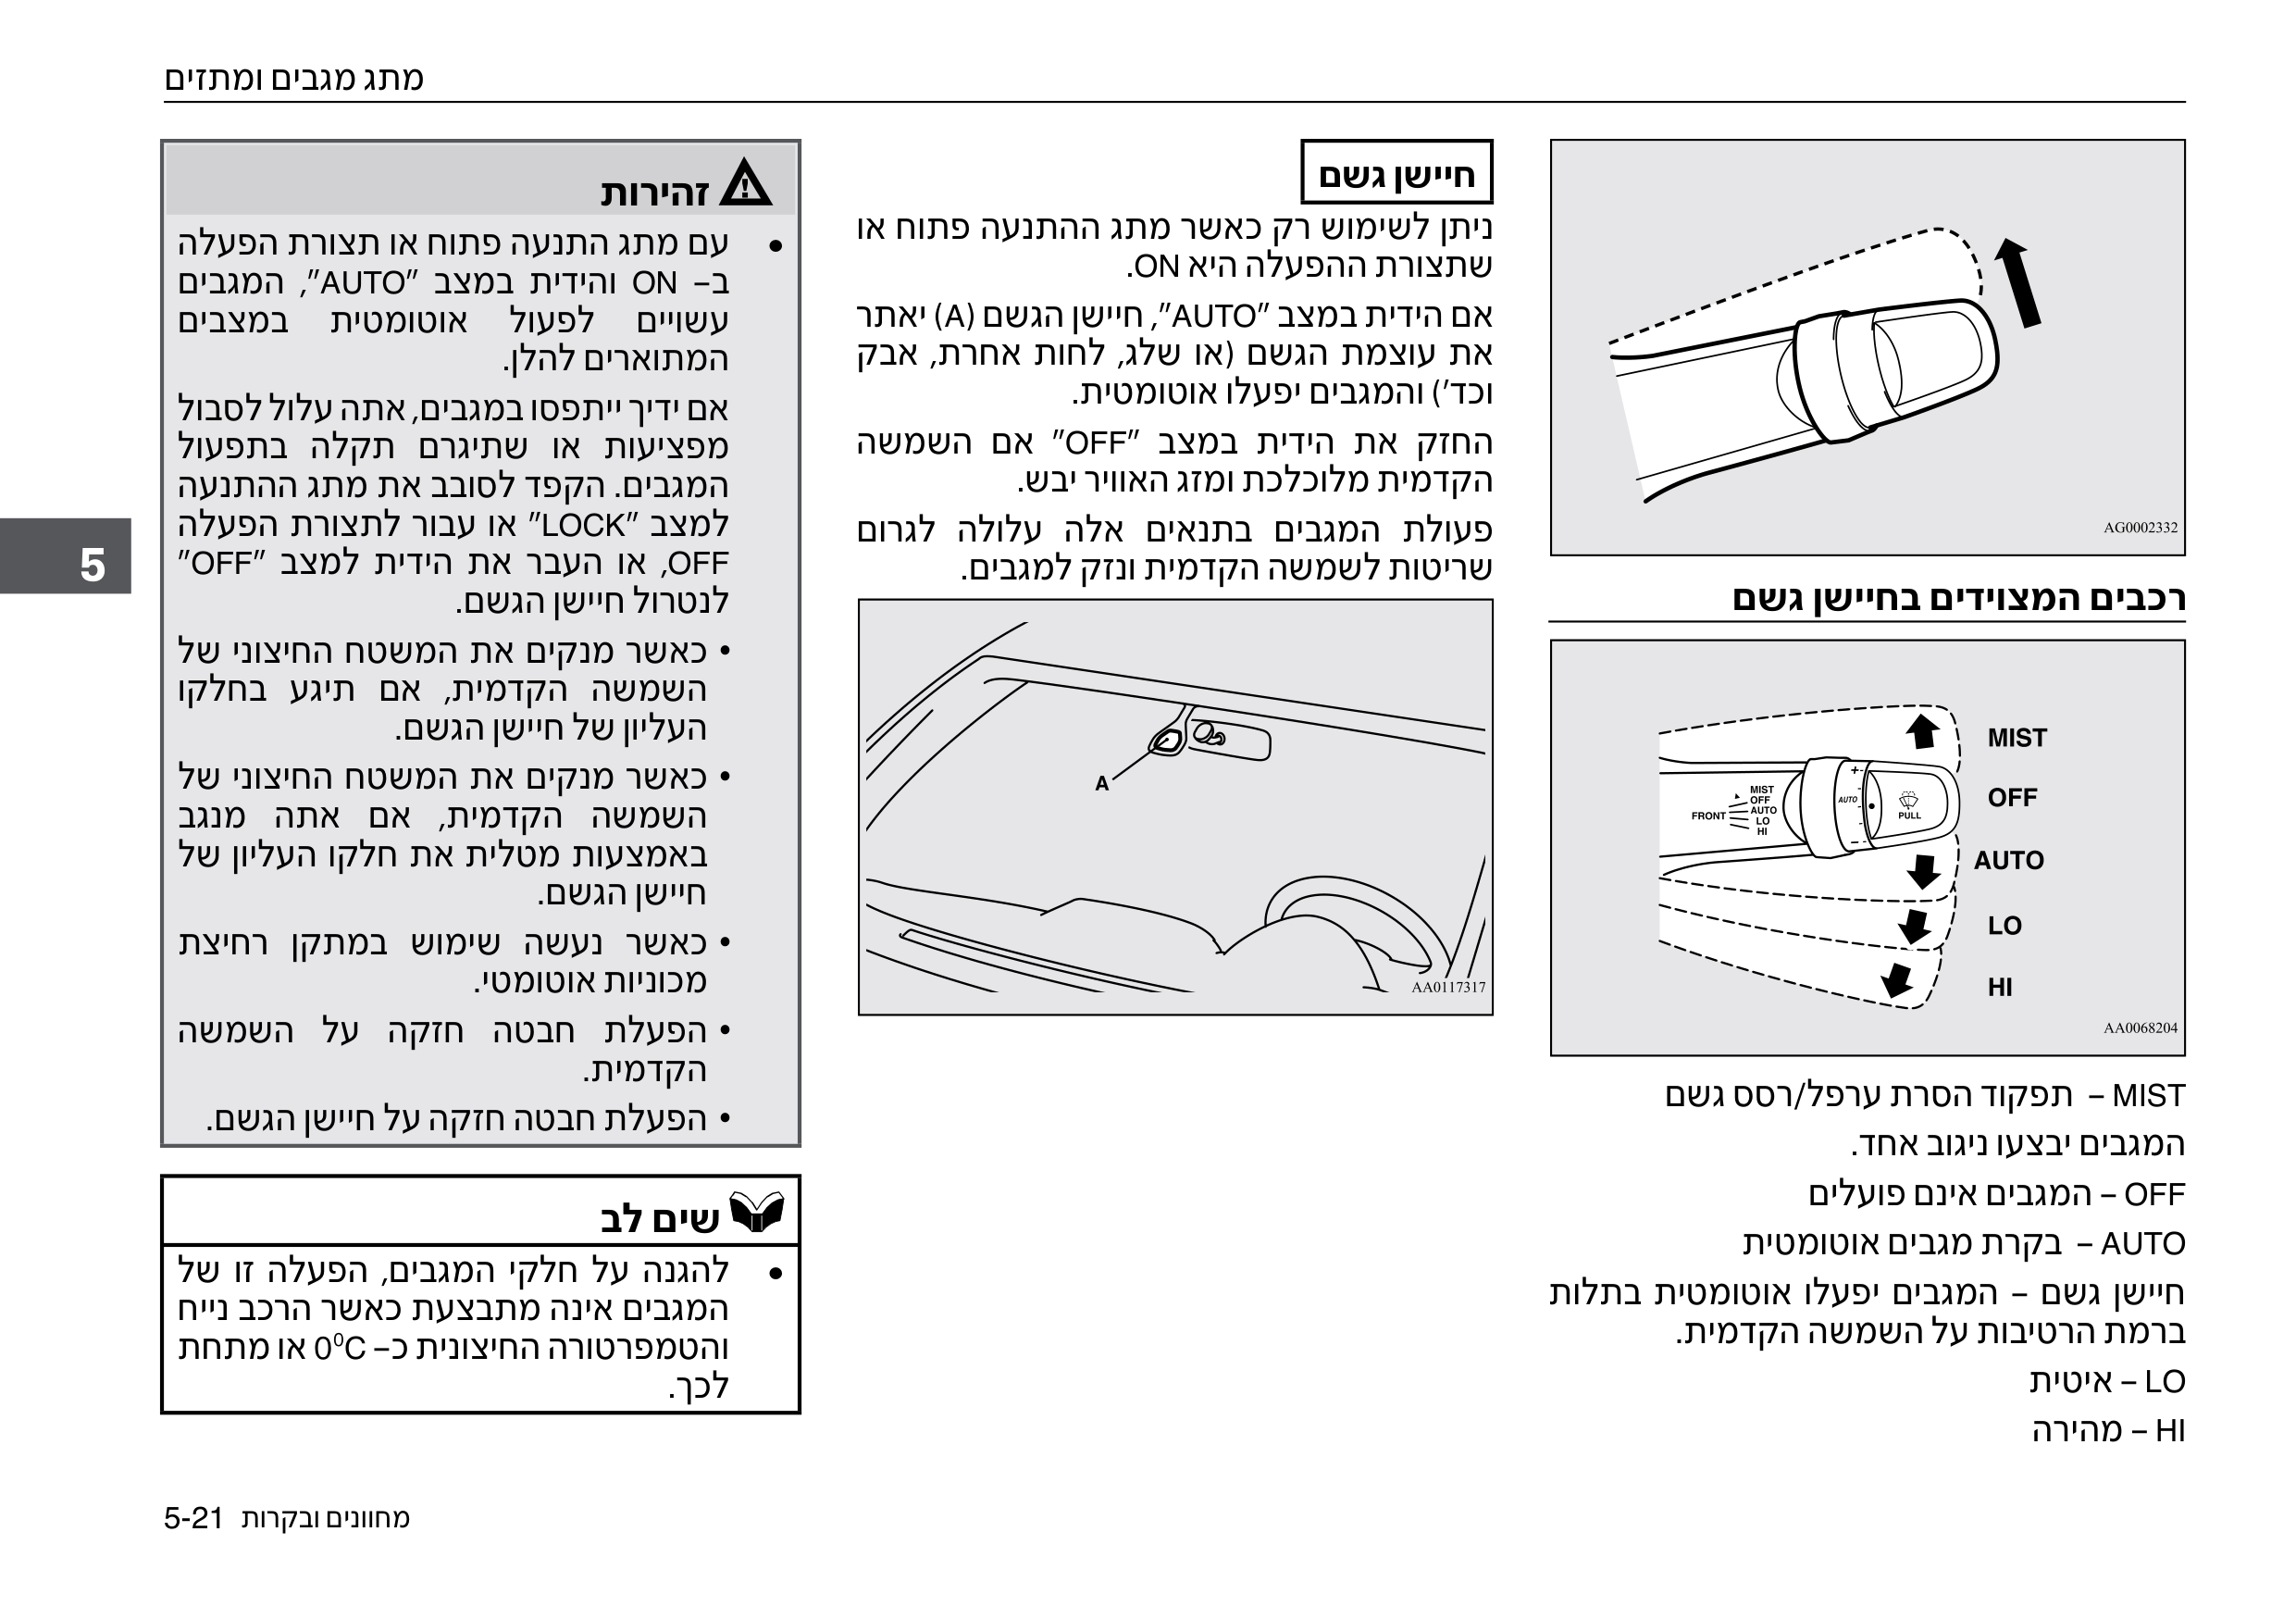 מתג מגבים ומתזים
AG0002332
רכבים המצוידים בחיישן גשם
MIST
OFF
AUTO
LO
HI
FRONT
MIST
OFF
AUTO
LO
HI
AUTO
PULL
AA0068204
MIST – תפקוד הסרת ערפל/רסס גשם
המגבים יבצעו ניגוב אחד.
OFF – המגבים אינם פועלים
AUTO – בקרת מגבים אוטומטית
חיישן גשם – המגבים יפעלו אוטומטית בתלות
ברמת הרטיבות על השמשה הקדמית.
LO – איטית
HI – מהירה
חיישן גשם
ניתן לשימוש רק כאשר מתג ההתנעה פתוח או
שתצורת ההפעלה היא ON.
אם הידית במצב "AUTO", חיישן הגשם (A) יאתר
את עוצמת הגשם (או שלג, לחות אחרת, אבק
וכד') והמגבים יפעלו אוטומטית.
החזק את הידית במצב "OFF" אם השמשה
הקדמית מלוכלכת ומזג האוויר יבש.
פעולת המגבים בתנאים אלה עלולה לגרום
שריטות לשמשה הקדמית ונזק למגבים.
A
AA0117317
זהירות
• עם מתג התנעה פתוח או תצורת הפעלה
ב– ON והידית במצב "AUTO", המגבים
עשויים לפעול אוטומטית במצבים
המתוארים להלן.
אם ידיך ייתפסו במגבים, אתה עלול לסבול
מפציעות או שתיגרם תקלה בתפעול
המגבים. הקפד לסובב את מתג ההתנעה
למצב "LOCK" או עבור לתצורת הפעלה
OFF, או העבר את הידית למצב "OFF"
לנטרול חיישן הגשם.
• כאשר מנקים את המשטח החיצוני של
השמשה הקדמית, אם תיגע בחלקו
העליון של חיישן הגשם.
• כאשר מנקים את המשטח החיצוני של
השמשה הקדמית, אם אתה מנגב
באמצעות מטלית את חלקו העליון של
חיישן הגשם.
• כאשר נעשה שימוש במתקן רחיצת
מכוניות אוטומטי.
• הפעלת חבטה חזקה על השמשה
הקדמית.
• הפעלת חבטה חזקה על חיישן הגשם.
שים לב
• להגנה על חלקי המגבים, הפעלה זו של
המגבים אינה מתבצעת כאשר הרכב נייח
והטמפרטורה החיצונית כ– 0⁰C או מתחת
לכך.
5
מחוונים ובקרות 5-21